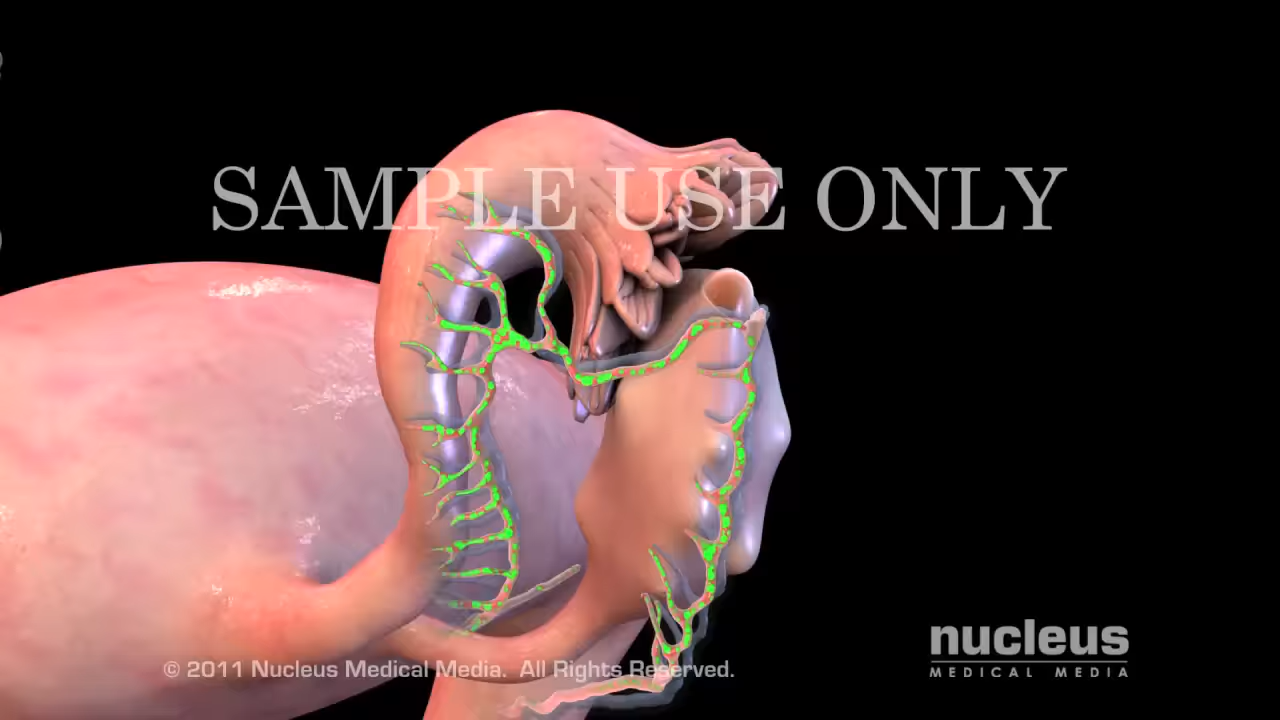 SAMPLE USE ONLY
© 2011 Nucleus Medical Media. All Rights Reserved.
nucleus
MEDICAL MEDIA